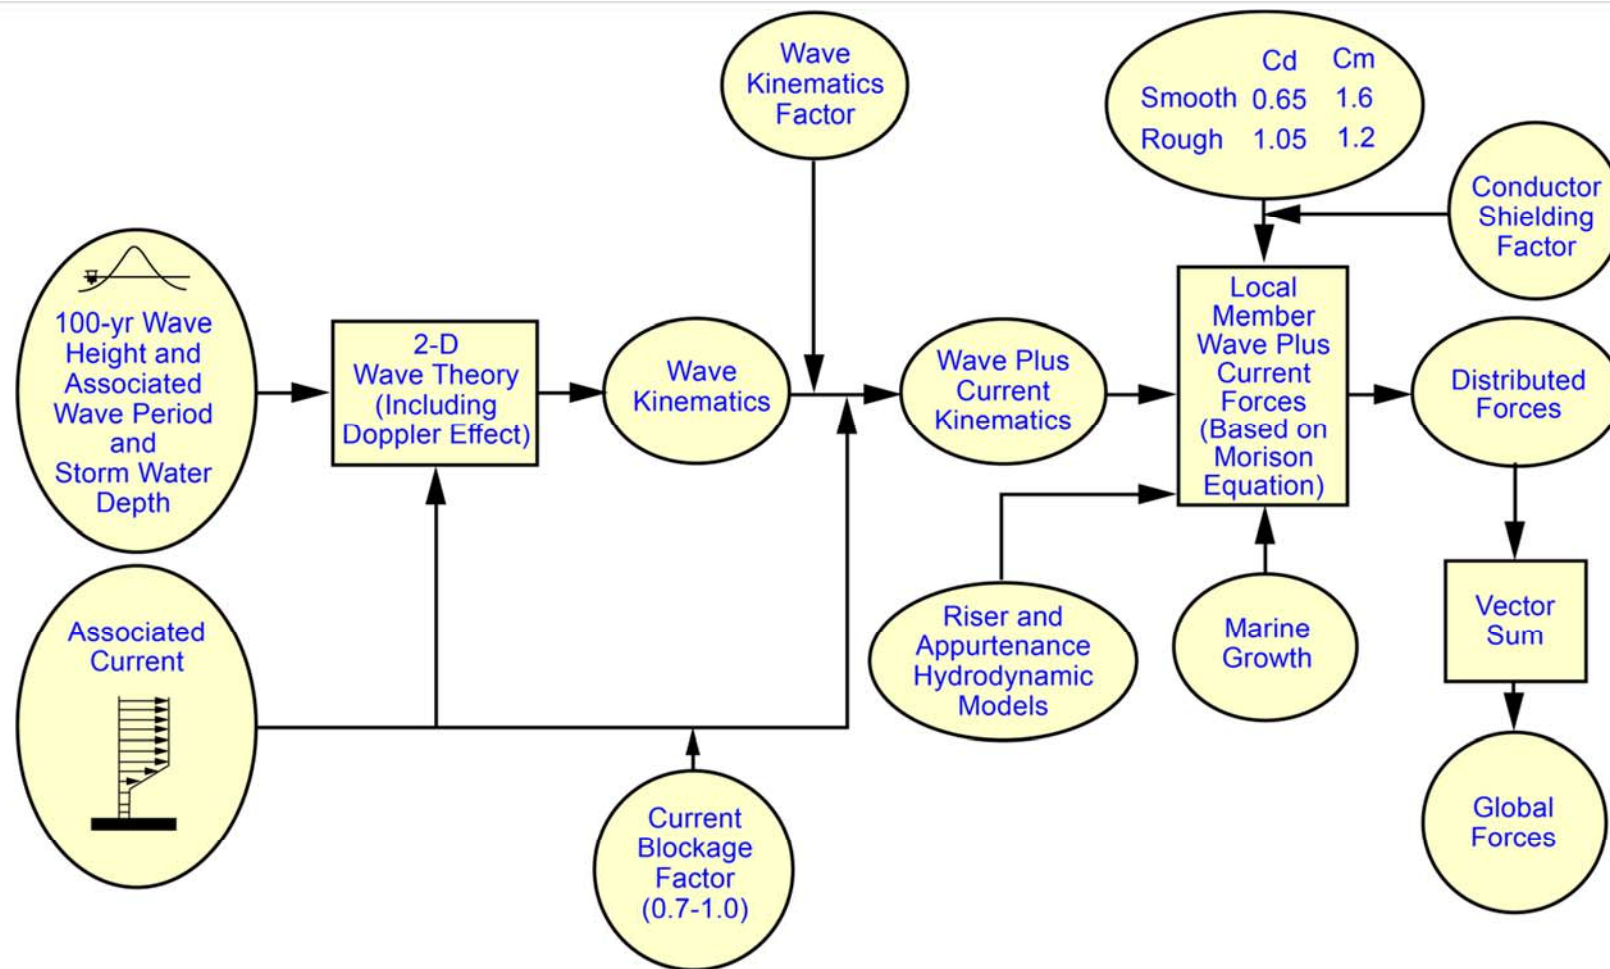 Wave
Kinematics
Factor
Cd Cm
Smooth 0.65 1.6
Rough 1.05 1.2
Conductor
Shielding
Factor
100-yr Wave
Height and
Associated
Wave Period
and
Storm Water
Depth
2-D
Wave Theory
(Including
Doppler Effect)
Wave
Kinematics
Wave Plus
Current
Kinematics
Local
Member
Wave Plus
Current
Forces
(Based on
Morison
Equation)
Distributed
Forces
Associated
Current
Riser and
Appurtenance
Hydrodynamic
Models
Marine
Growth
Vector
Sum
Current
Blockage
Factor
(0.7-1.0)
Global
Forces